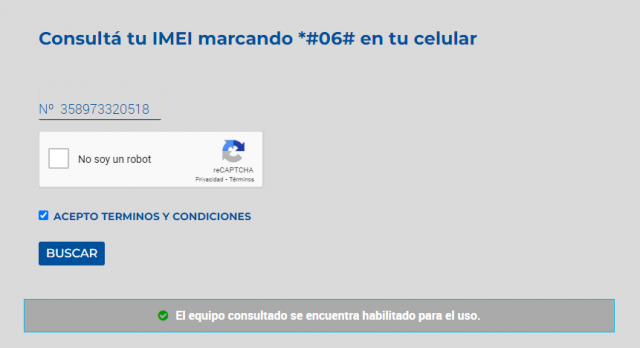 Consultá tu IMEI marcando *#06# en tu celular
Nº 358973320518
No soy un robot
reCAPTCHA
Privacidad - Términos
ACEPTO TERMINOS Y CONDICIONES
BUSCAR
El equipo consultado se encuentra habilitado para el uso.